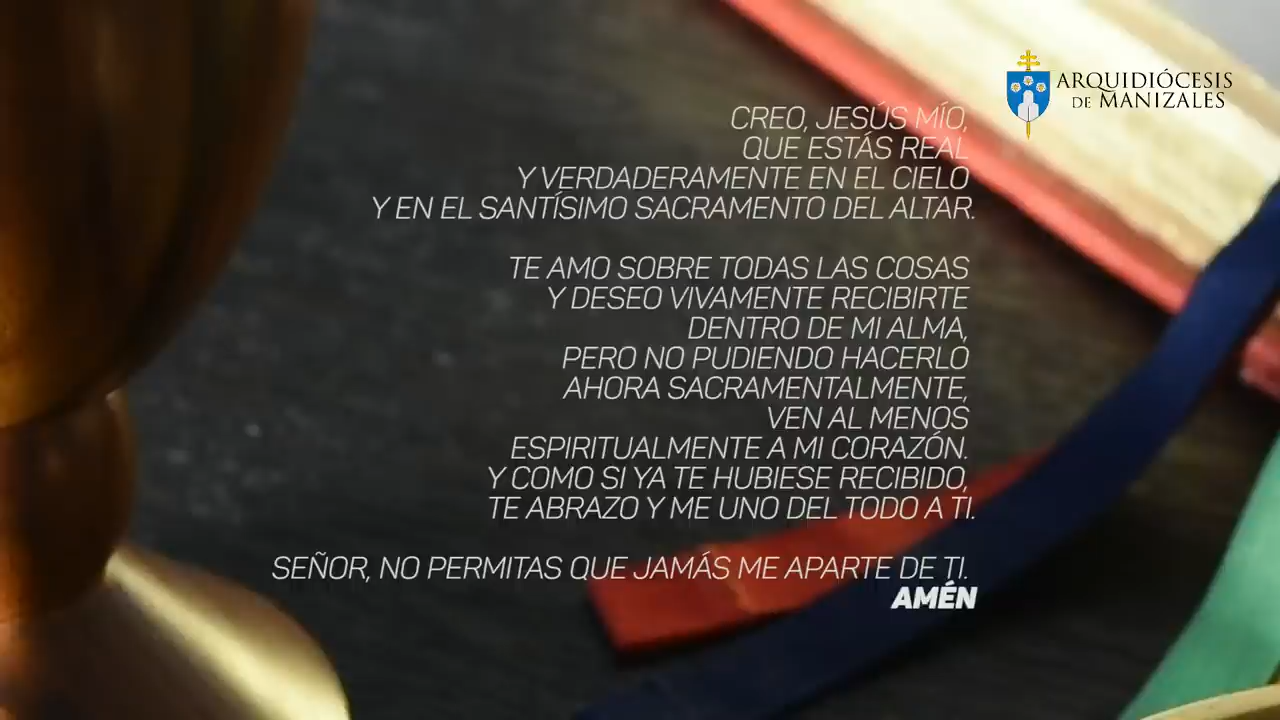 ARQUIDIÓCESIS
DE MANIZALES
CREO, JESÚS MÍO,
QUE ESTÁS REAL
Y VERDADERAMENTE EN EL CIELO
Y EN EL SANTÍSIMO SACRAMENTO DEL ALTAR.
TE AMO SOBRE TODAS LAS COSAS
Y DESEO VIVAMENTE RECIBIRTE
DENTRO DE MI ALMA,
PERO NO PUDIENDO HACERLO
AHORA SACRAMENTALMENTE,
VEN AL MENOS
ESPIRITUALMENTE A MI CORAZÓN.
Y COMO SI YA TE HUBIESE RECIBIDO,
TE ABRAZO Y ME UNO DEL TODO A TI.
SEÑOR, NO PERMITAS QUE JAMÁS ME APARTE DE TI.
AMÉN